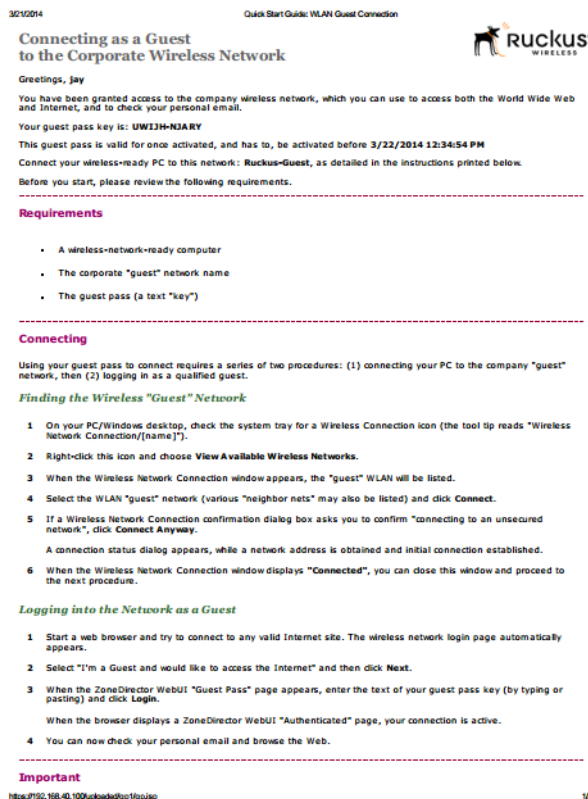 3/21/2014 Quick Start Guide: WLAN Guest Connection
Connecting as a Guest
to the Corporate Wireless Network
Ruckus
WIRELESS
Greetings, jay
You have been granted access to the company wireless network, which you can use to access both the World Wide Web
and Internet, and to check your personal email.
Your guest pass key is: UWIJH-NJARY
This guest pass is valid for once activated, and has to, be activated before 3/22/2014 12:34:54 PM
Connect your wireless-ready PC to this network: Ruckus-Guest, as detailed in the instructions printed below.
Before you start, please review the following requirements.
Requirements
• A wireless-network-ready computer
• The corporate "guest" network name
• The guest pass (a text "key")
Connecting
Using your guest pass to connect requires a series of two procedures: (1) connecting your PC to the company "guest"
network, then (2) logging in as a qualified guest.
Finding the Wireless "Guest" Network
1 On your PC/Windows desktop, check the system tray for a Wireless Connection icon (the tool tip reads "Wireless
Network Connection/[name]").
2 Right-click this icon and choose View Available Wireless Networks.
3 When the Wireless Network Connection window appears, the "guest" WLAN will be listed.
4 Select the WLAN "guest" network (various "neighbor nets" may also be listed) and click Connect.
5 If a Wireless Network Connection confirmation dialog box asks you to confirm "connecting to an unsecured
network", click Connect Anyway.
A connection status dialog appears, while a network address is obtained and initial connection established.
6 When the Wireless Network Connection window displays "Connected", you can close this window and proceed to
the next procedure.
Logging into the Network as a Guest
1 Start a web browser and try to connect to any valid Internet site. The wireless network login page automatically
appears.
2 Select "I'm a Guest and would like to access the Internet" and then click Next.
3 When the ZoneDirector WebUI "Guest Pass" page appears, enter the text of your guest pass key (by typing or
pasting) and click Login.
When the browser displays a ZoneDirector WebUI "Authenticated" page, your connection is active.
4 You can now check your personal email and browse the Web.
Important